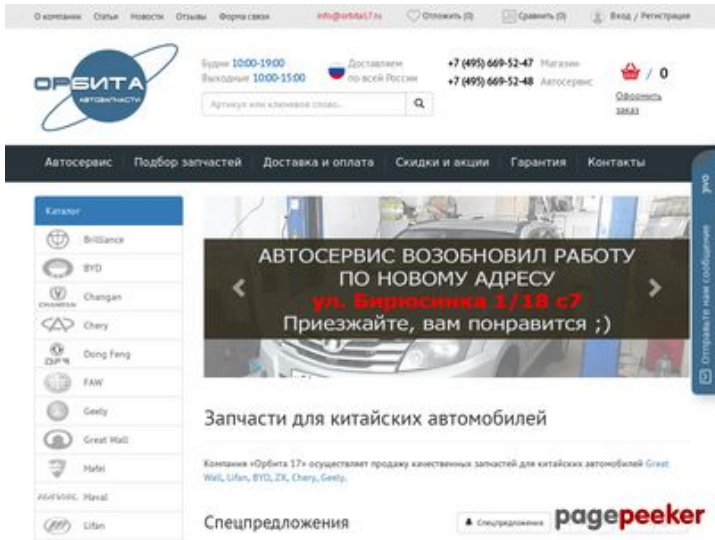 О компании Статьи Новости Отзывы Форма связи info@orbita17.ru Отложить (0) Сравнить (0) Вход / Регистрация
ОРБИТА
АВТОЗАПЧАСТИ
Будни 10:00-19:00
Выходные 10:00-15:00
Доставляем
по всей России
+7 (495) 669-52-47 Магазин
+7 (495) 669-52-48 Автосервис
/ 0
Оформить
заказ
Артикул или ключевое слово..
Автосервис Подбор запчастей Доставка и оплата Скидки и акции Гарантия Контакты
Каталог
Brilliance
BYD
Changan
Chery
Dong Feng
FAW
Geely
Great Wall
Hafei
Haval
Lifan
АВТОСЕРВИС ВОЗОБНОВИЛ РАБОТУ
ПО НОВОМУ АДРЕСУ
ул. Бирюсинка 1/18 с7
Приезжайте, вам понравится ;)
Отправьте нам сообщение
Запчасти для китайских автомобилей
Компания «Орбита 17» осуществляет продажу качественных запчастей для китайских автомобилей Great
Wall, Lifan, BYD, ZX, Chery, Geely.
Спецпредложения
Спецпредложения
pagepeeker